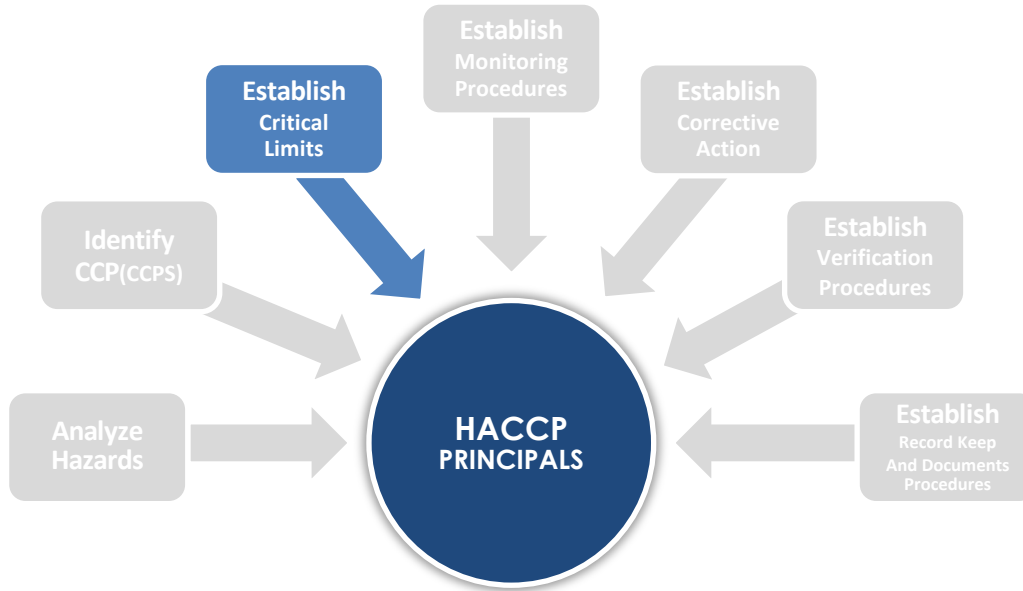 Establish
Monitoring
Procedures
Establish
Critical
Limits
Establish
Corrective
Action
Identify
CCP(CCPS)
Establish
Verification
Procedures
Analyze
Hazards
HACCP
PRINCIPALS
Establish
Record Keep
And Documents
Procedures